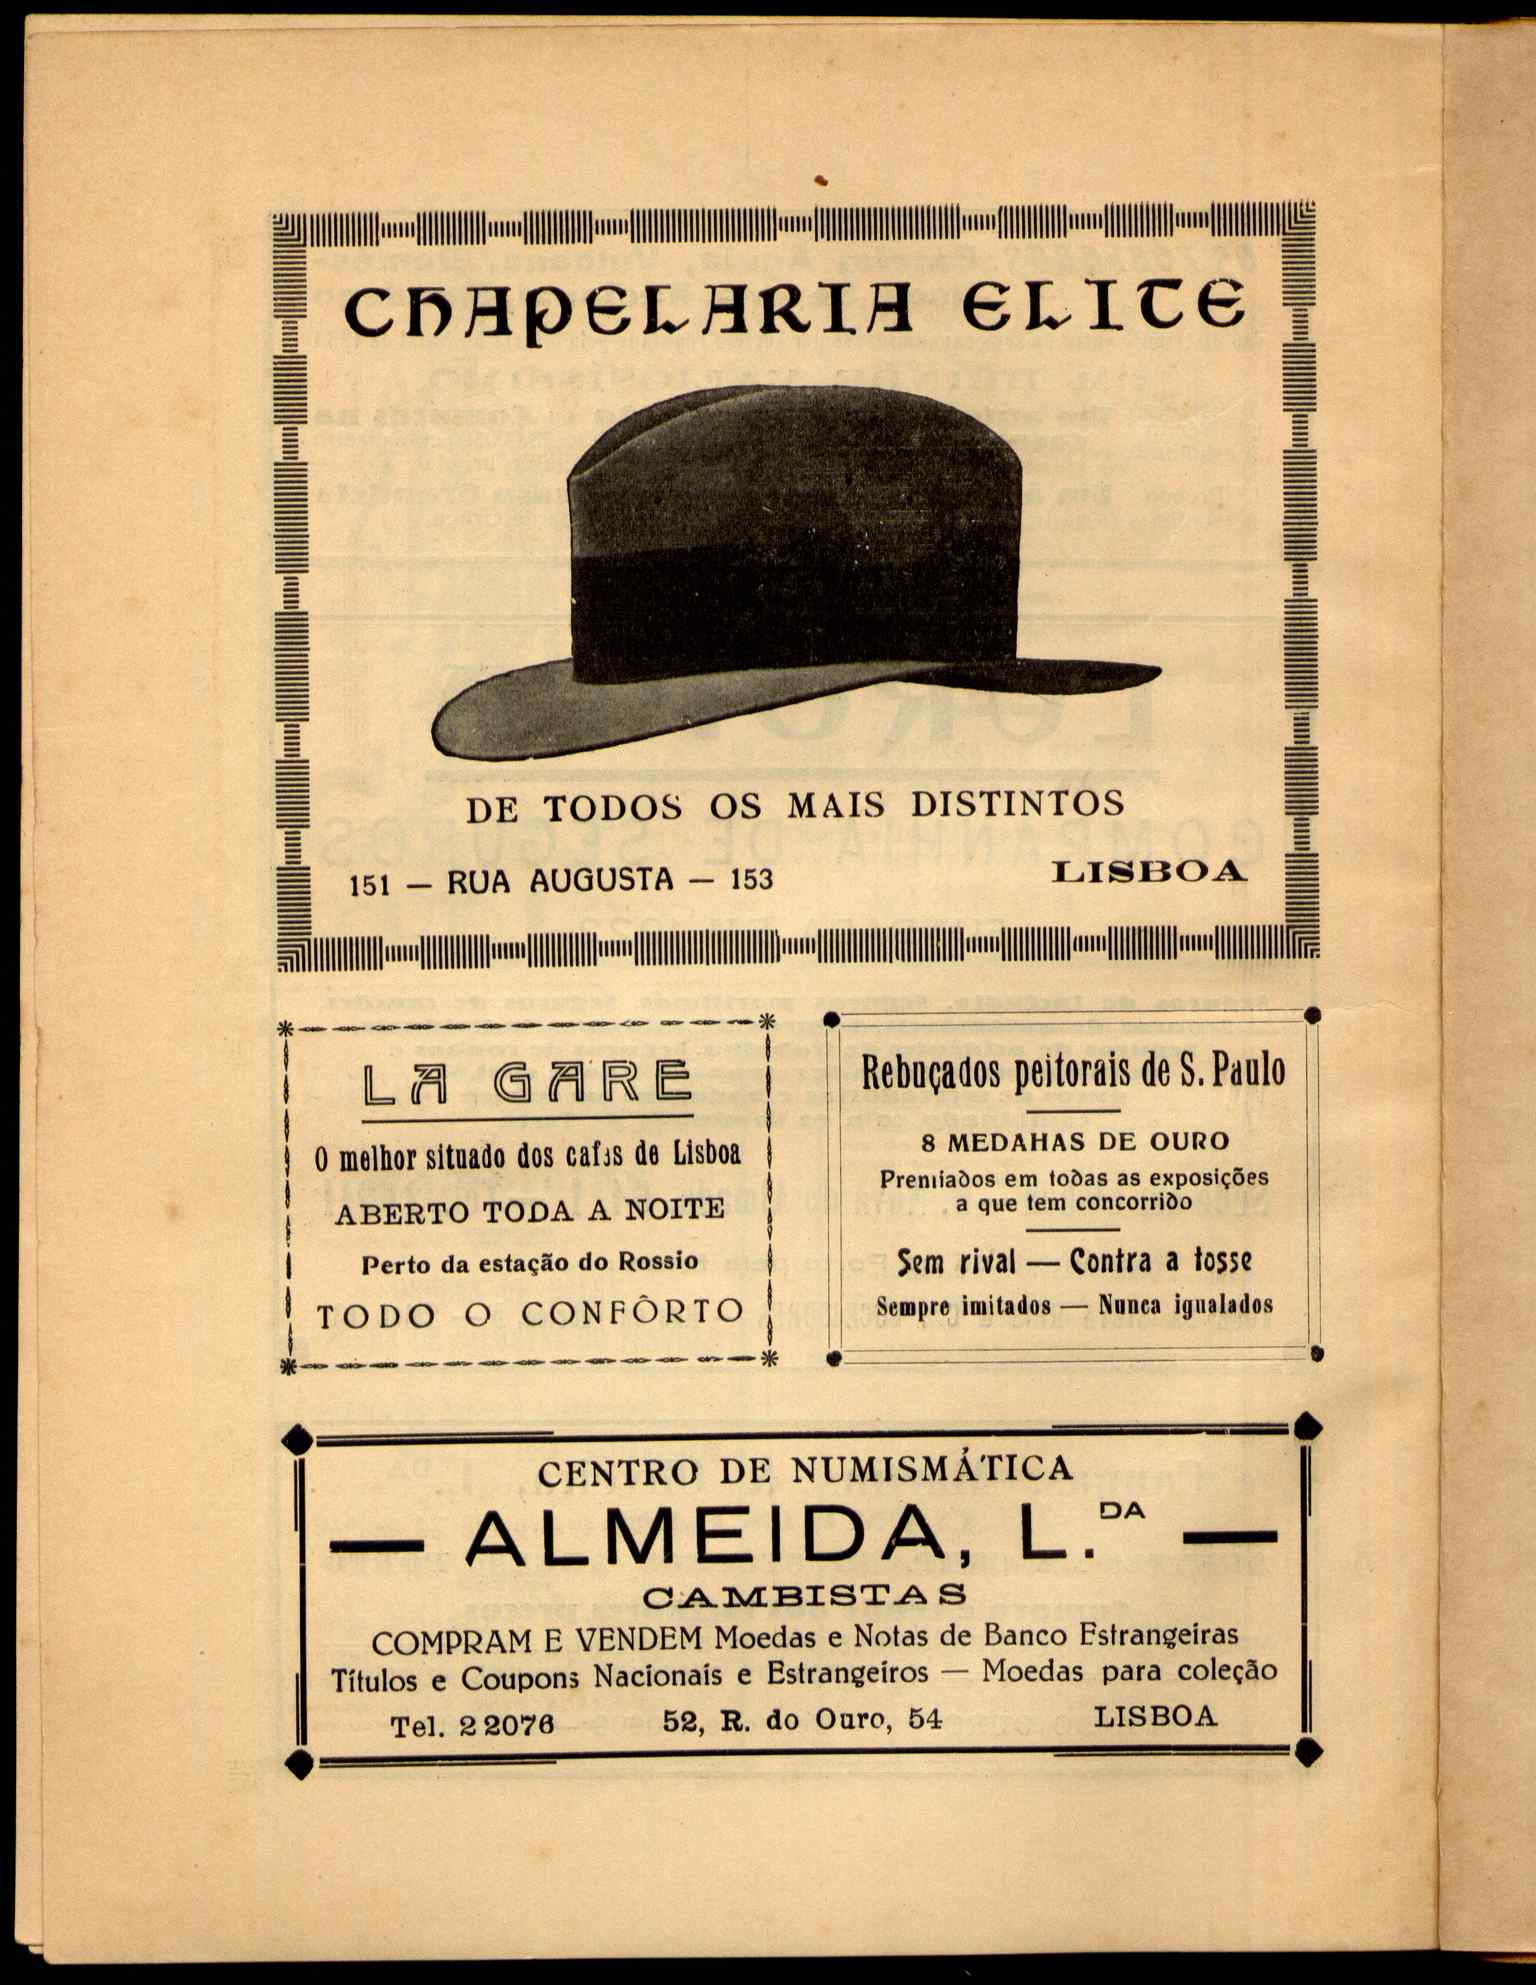 CHAPELARIA ELITE
DE TODOS OS MAIS DISTINTOS
151 — RUA AUGUSTA — 153 LISBOA
LA GARE
O melhor situado dos cafés de Lisboa
ABERTO TODA A NOITE
Perto da estação do Rossio
TODO O CONFÔRTO
Rebuçados peitorais de S. Paulo
8 MEDAHAS DE OURO
Premiados em todas as exposições
a que tem concorrido
Sem rival — Contra a tosse
Sempre imitados — Nunca igualados
CENTRO DE NUMISMÁTICA
— ALMEIDA, L.DA —
CAMBISTAS
COMPRAM E VENDEM Moedas e Notas de Banco Estrangeiras
Títulos e Coupons Nacionais e Estrangeiros — Moedas para coleção
Tel. 2 2076 52, R. do Ouro, 54 LISBOA